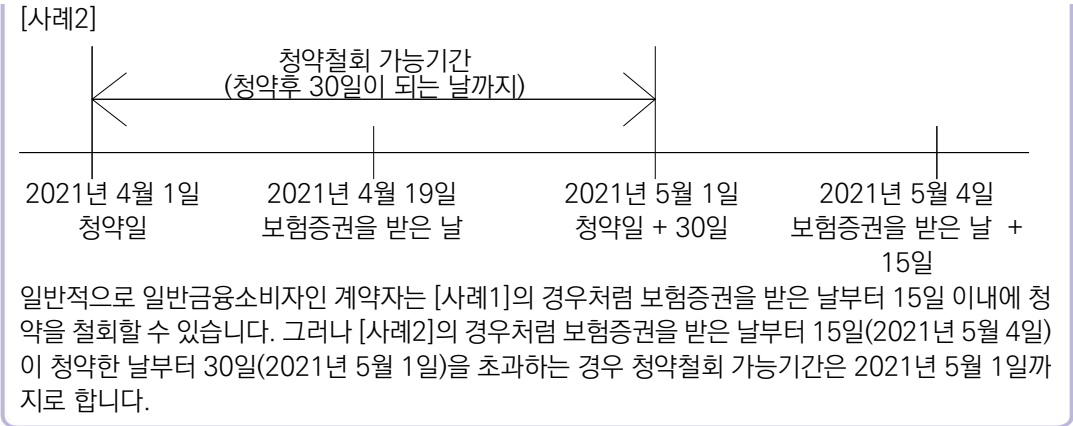 [사례2]
청약철회 가능기간
(청약후 30일이 되는 날까지)
2021년 4월 1일
청약일
2021년 4월 19일
보험증권을 받은 날
2021년 5월 1일
청약일 + 30일
2021년 5월 4일
보험증권을 받은 날 +
15일
일반적으로 일반금융소비자인 계약자는 [사례1]의 경우처럼 보험증권을 받은 날부터 15일 이내에 청
약을 철회할 수 있습니다. 그러나 [사례2]의 경우처럼 보험증권을 받은 날부터 15일(2021년 5월 4일)
이 청약한 날부터 30일(2021년 5월 1일)을 초과하는 경우 청약철회 가능기간은 2021년 5월 1일까
지로 합니다.